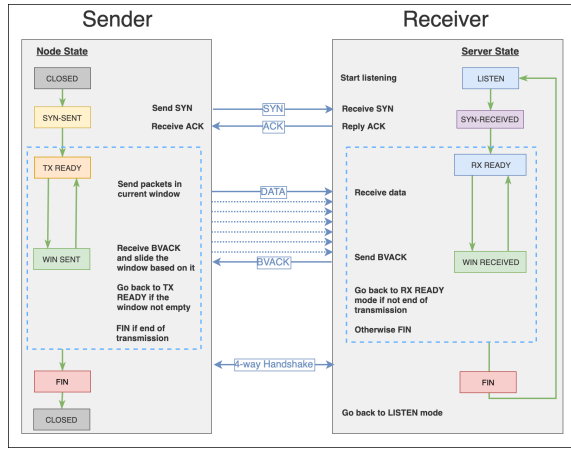 Sender
Receiver
Node State
Server State
CLOSED
Start listening
LISTEN
SYN-SENT
Send SYN
SYN
Receive SYN
SYN-RECEIVED
Receive ACK
ACK
Reply ACK
TX READY
RX READY
Send packets in
current window
DATA
Receive data
WIN SENT
Receive BVACK
and slide the
window based on it
BVACK
Send BVACK
WIN RECEIVED
Go back to TX
READY if the
window not empty
Go back to RX READY
mode if not end of
transmission
FIN if end of
transmission
Otherwise FIN
4-way Handshake
FIN
FIN
CLOSED
Go back to LISTEN mode